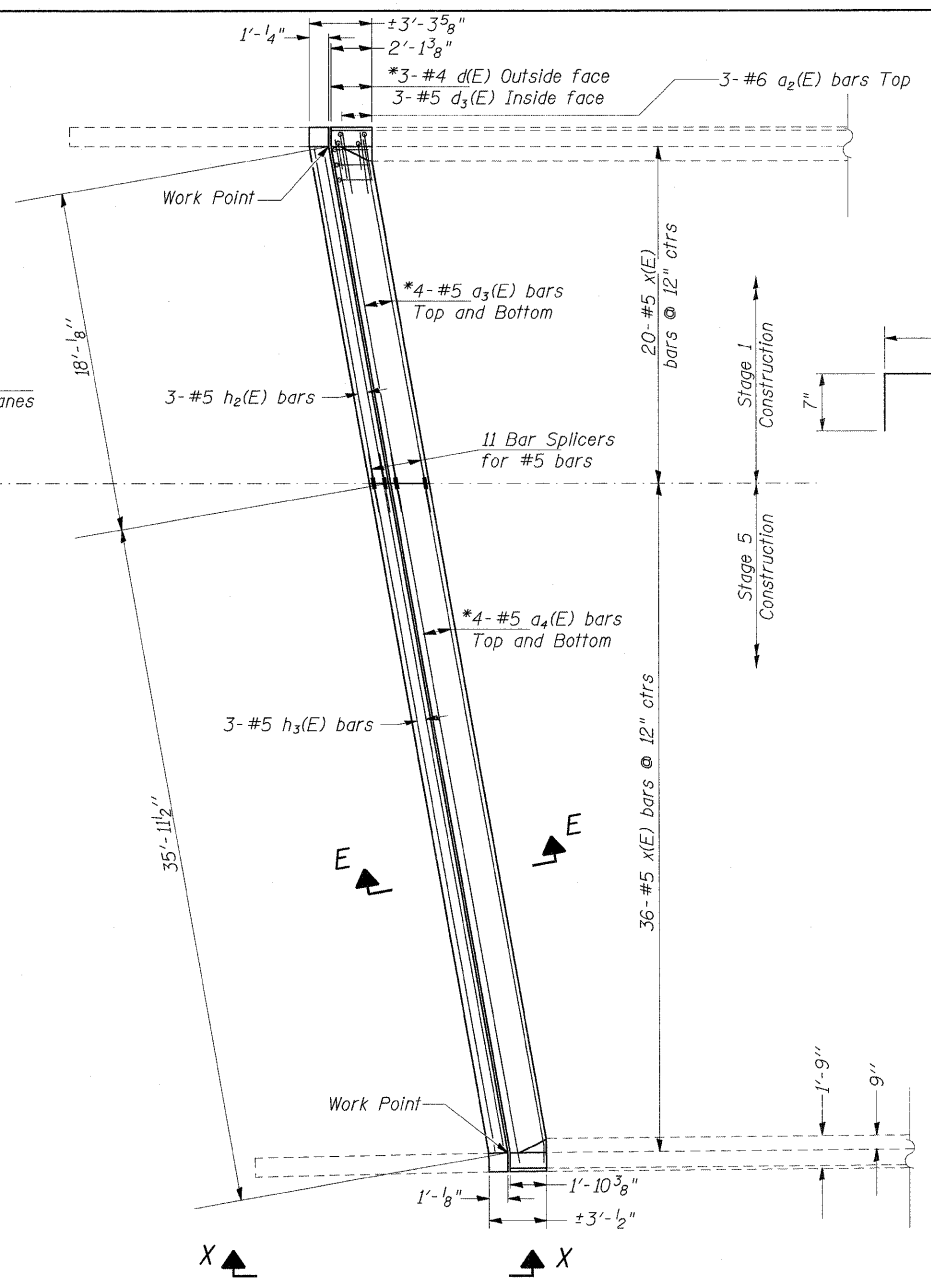 ±3'-3 5/8"
1'-1/4"
2'-1 3/8"
*3-#4 d(E) Outside face
3-#5 d3(E) Inside face
3-#6 a2(E) bars Top
Work Point
18'-1/8"
*4-#5 a3(E) bars
Top and Bottom
20-#5 x(E)
bars @ 12" ctrs
Stage 1
Construction
7"
anes
3-#5 h2(E) bars
11 Bar Splicers
for #5 bars
Stage 5
Construction
*4-#5 a4(E) bars
Top and Bottom
3-#5 h3(E) bars
35'-11 1/2"
36-#5 x(E) bars @ 12" ctrs
E
E
Work Point
1'-9"
9"
1'-1/8"
1'-10 3/8"
±3'-1/2"
X
X